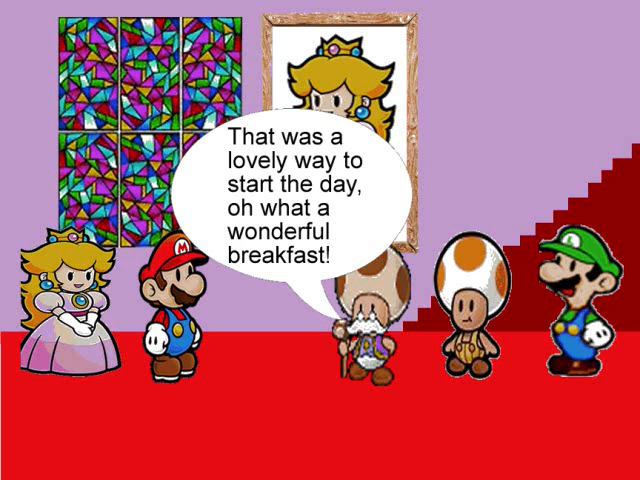 That was a
lovely way to
start the day,
oh what a
wonderful
breakfast!
M